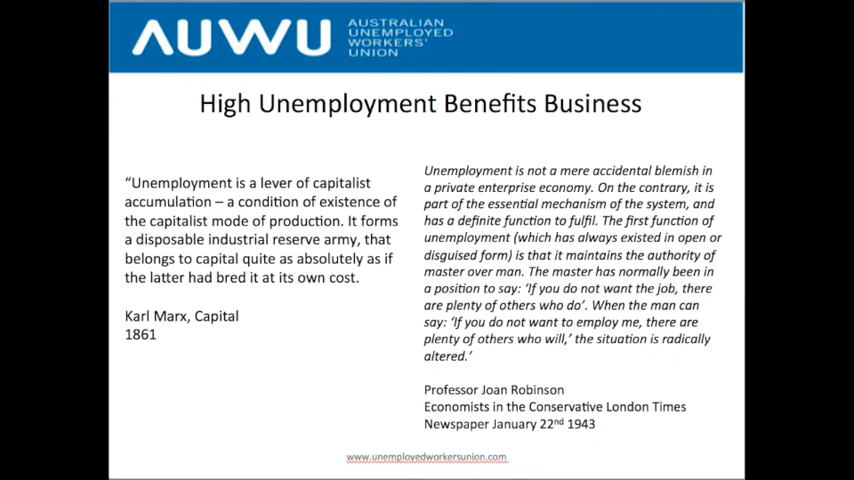 AUWU
AUSTRALIAN
UNEMPLOYED
WORKERS'
UNION
High Unemployment Benefits Business
“Unemployment is a lever of capitalist
accumulation – a condition of existence of
the capitalist mode of production. It forms
a disposable industrial reserve army, that
belongs to capital quite as absolutely as if
the latter had bred it at its own cost.
Karl Marx, Capital
1861
Unemployment is not a mere accidental blemish in
a private enterprise economy. On the contrary, it is
part of the essential mechanism of the system, and
has a definite function to fulfil. The first function of
unemployment (which has always existed in open or
disguised form) is that it maintains the authority of
master over man. The master has normally been in
a position to say: ‘If you do not want the job, there
are plenty of others who do’. When the man can
say: ‘If you do not want to employ me, there are
plenty of others who will,’ the situation is radically
altered.’
Professor Joan Robinson
Economists in the Conservative London Times
Newspaper January 22nd 1943
www.unemployedworkersunion.com